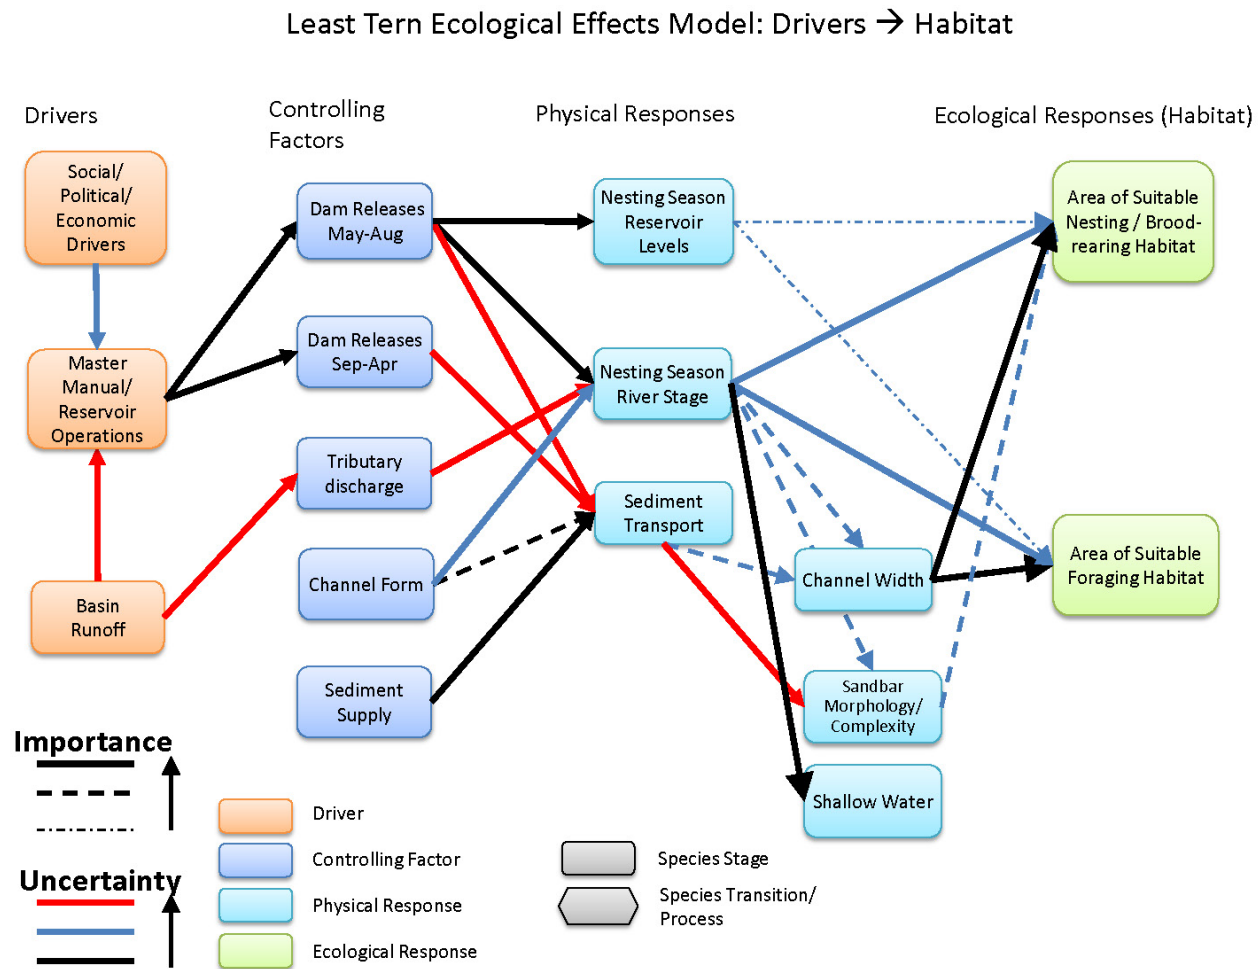 Least Tern Ecological Effects Model: Drivers → Habitat
Drivers
Controlling
Factors
Physical Responses
Ecological Responses (Habitat)
Social/
Political/
Economic
Drivers
Master
Manual/
Reservoir
Operations
Basin
Runoff
Dam Releases
May-Aug
Dam Releases
Sep-Apr
Tributary
discharge
Channel Form
Sediment
Supply
Nesting Season
Reservoir
Levels
Nesting Season
River Stage
Sediment
Transport
Channel Width
Sandbar
Morphology/
Complexity
Shallow Water
Area of Suitable
Nesting / Brood-
rearing Habitat
Area of Suitable
Foraging Habitat
Importance
Uncertainty
Driver
Controlling Factor
Physical Response
Ecological Response
Species Stage
Species Transition/
Process